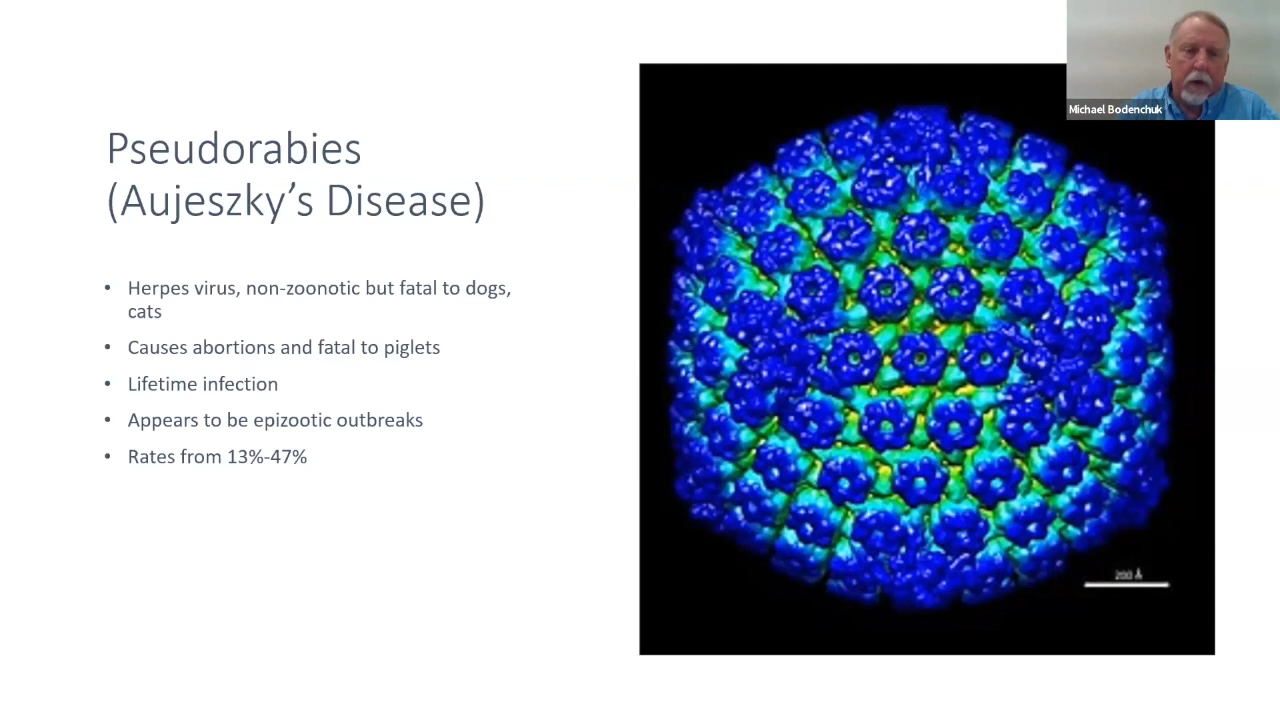 Michael Bodenchuk
Pseudorabies
(Aujeszky’s Disease)
• Herpes virus, non-zoonotic but fatal to dogs,
cats
• Causes abortions and fatal to piglets
• Lifetime infection
• Appears to be epizootic outbreaks
• Rates from 13%-47%
200 Å